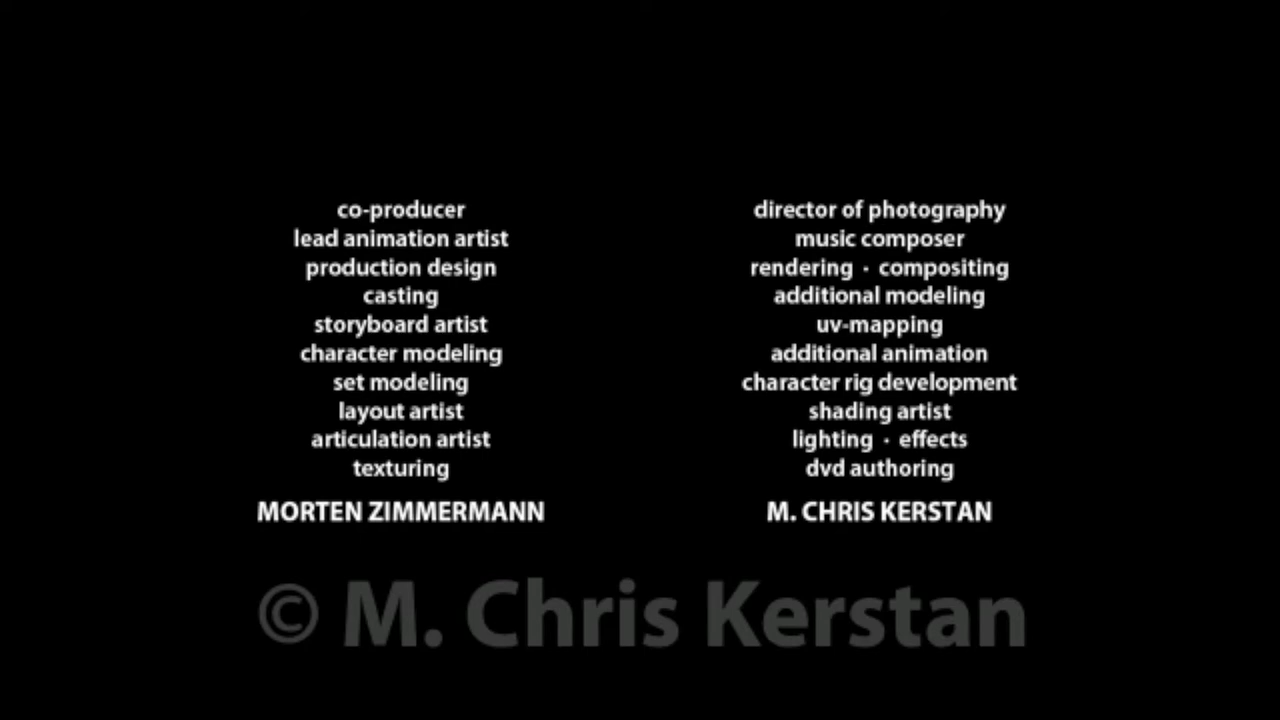 co-producer
lead animation artist
production design
casting
storyboard artist
character modeling
set modeling
layout artist
articulation artist
texturing
MORTEN ZIMMERMANN
director of photography
music composer
rendering · compositing
additional modeling
uv-mapping
additional animation
character rig development
shading artist
lighting · effects
dvd authoring
M. CHRIS KERSTAN
© M. Chris Kerstan